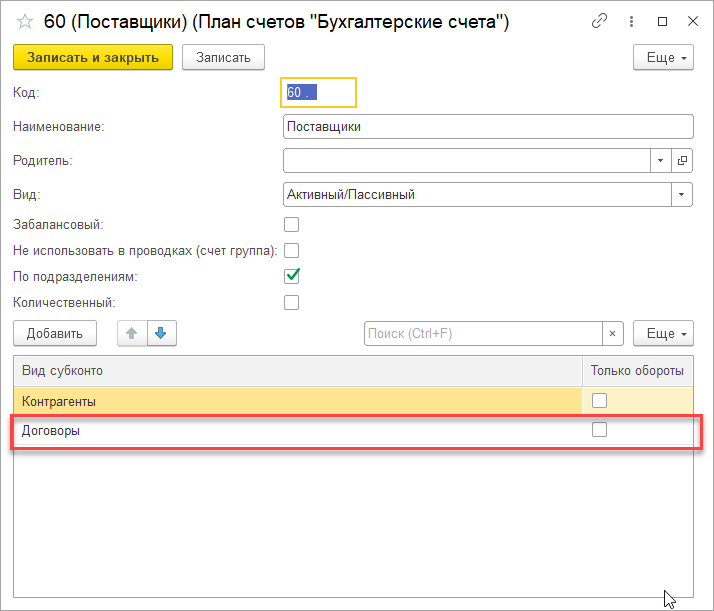 60 (Поставщики) (План счетов "Бухгалтерские счета")
Записать и закрыть Записать Еще
Код: 60 .
Наименование: Поставщики
Родитель:
Вид: Активный/Пассивный
Забалансовый:
Не использовать в проводках (счет группа):
По подразделениям:
Количественный:
Добавить Поиск (Ctrl+F) × Еще
Вид субконто Только обороты
Контрагенты
Договоры